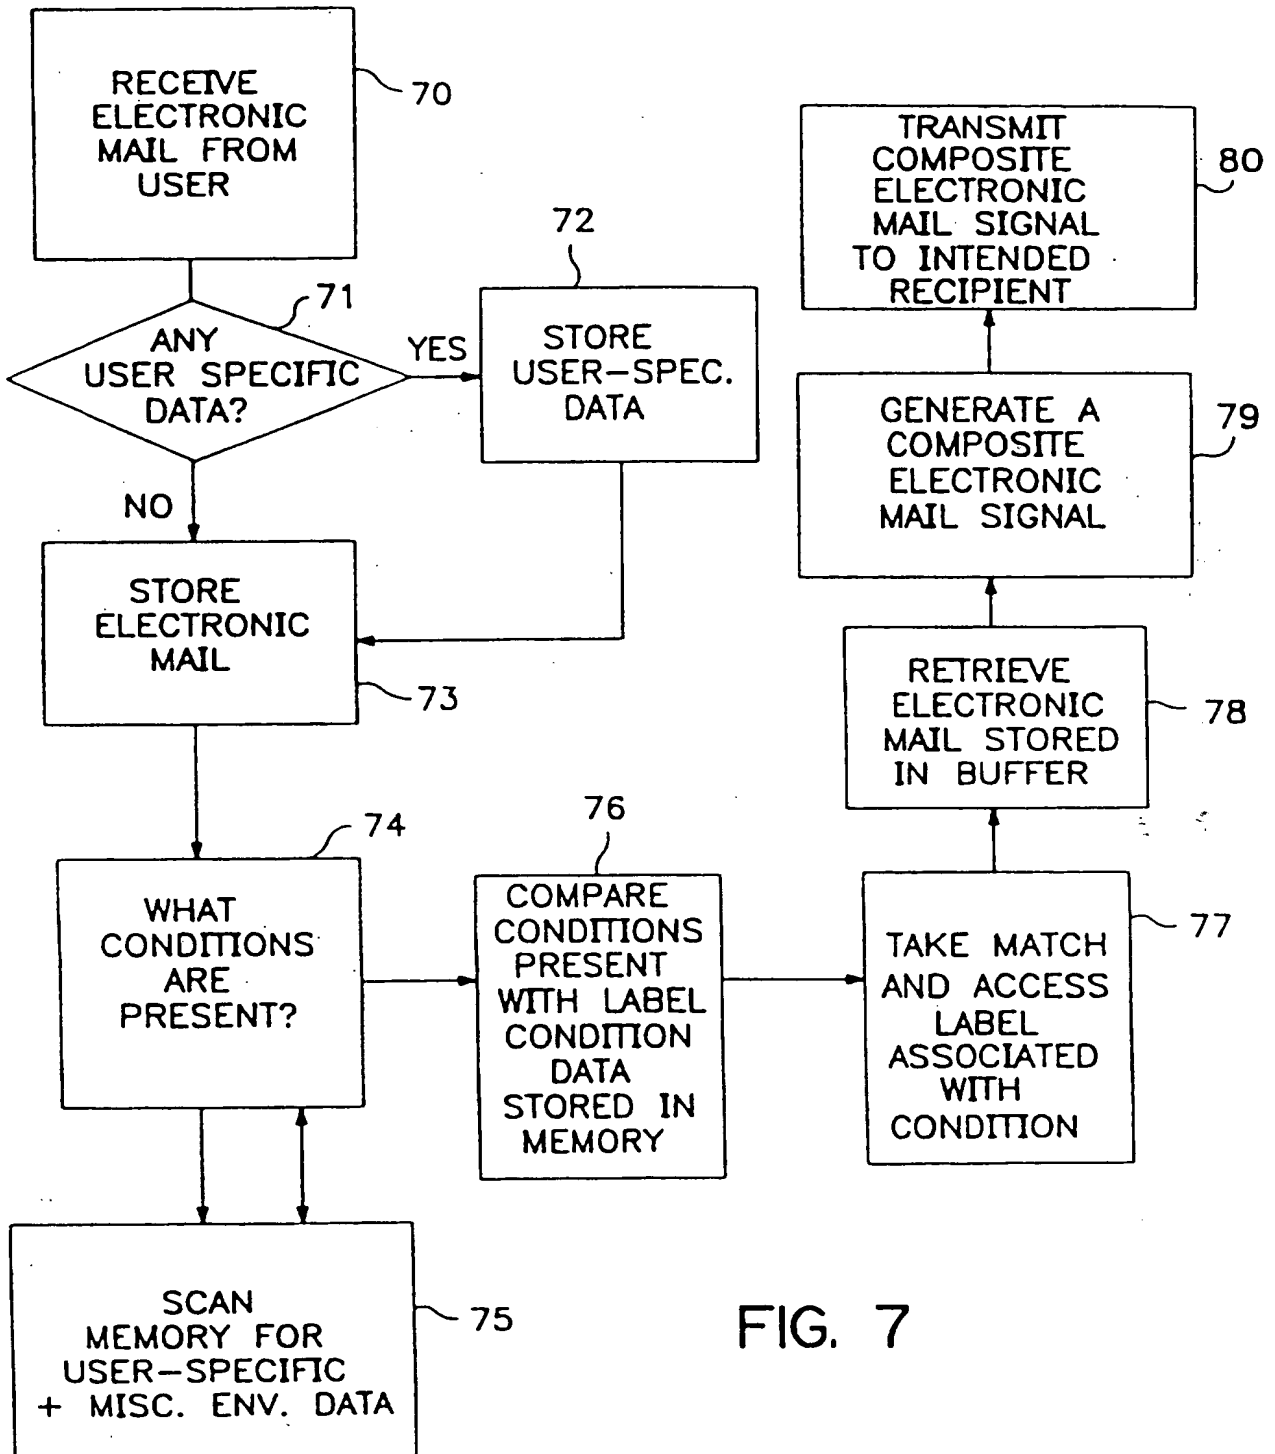 RECEIVE
ELECTRONIC
MAIL FROM
USER
70
71
ANY
USER SPECIFIC
DATA?
YES
NO
72
STORE
USER-SPEC.
DATA
STORE
ELECTRONIC
MAIL
73
74
WHAT
CONDITIONS
ARE
PRESENT?
SCAN
MEMORY FOR
USER-SPECIFIC
+ MISC. ENV. DATA
75
76
COMPARE
CONDITIONS
PRESENT
WITH LABEL
CONDITION
DATA
STORED IN
MEMORY
TAKE MATCH
AND ACCESS
LABEL
ASSOCIATED
WITH
CONDITION
77
RETRIEVE
ELECTRONIC
MAIL STORED
IN BUFFER
78
GENERATE A
COMPOSITE
ELECTRONIC
MAIL SIGNAL
79
TRANSMIT
COMPOSITE
ELECTRONIC
MAIL SIGNAL
TO INTENDED
RECIPIENT
80
FIG. 7